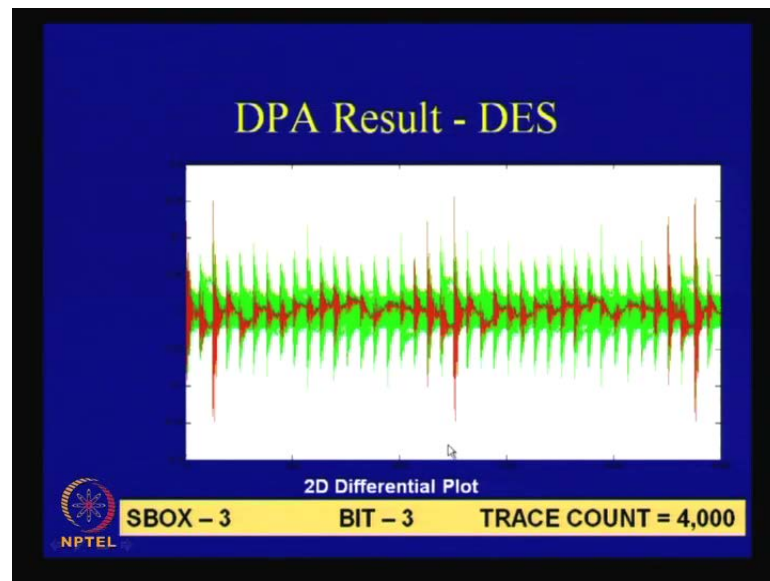 DPA Result - DES
2D Differential Plot
SBOX – 3 BIT – 3 TRACE COUNT = 4,000
NPTEL